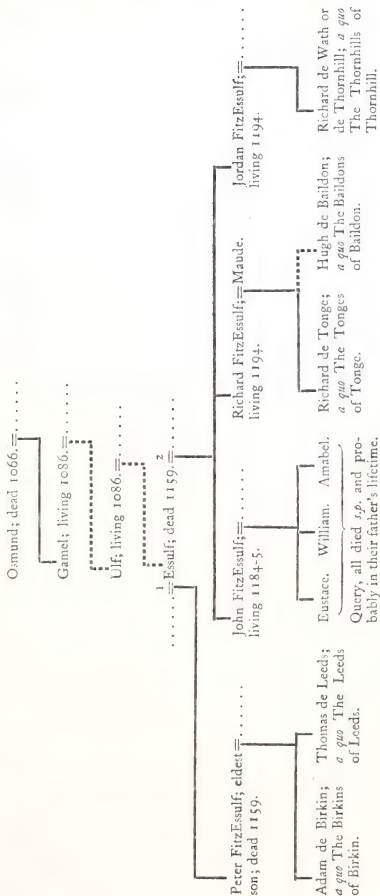 Osmund; dead 1066.=......
Gamel; living 1086.=......
Ulf; living 1086.=......
1 2
......=Essulf; dead 1159.=......
Peter FitzEssulf; eldest=......
son; dead 1159.
John FitzEssulf;=......
living 1184-5.
Richard FitzEssulf;=Maude.
living 1194.
Jordan FitzEssulf;=......
living 1194.
Adam de Birkin;
a quo The Birkins
of Birkin.
Thomas de Leeds;
a quo The Leeds
of Leeds.
Eustace. William. Amabel.
Query, all died s.p. and pro-
bably in their father's lifetime.
Richard de Tonge;
a quo The Tonges
of Tonge.
Hugh de Baildon;
a quo The Baildons
of Baildon.
Richard de Wath or
de Thornhill; a quo
The Thornhills of
Thornhill.